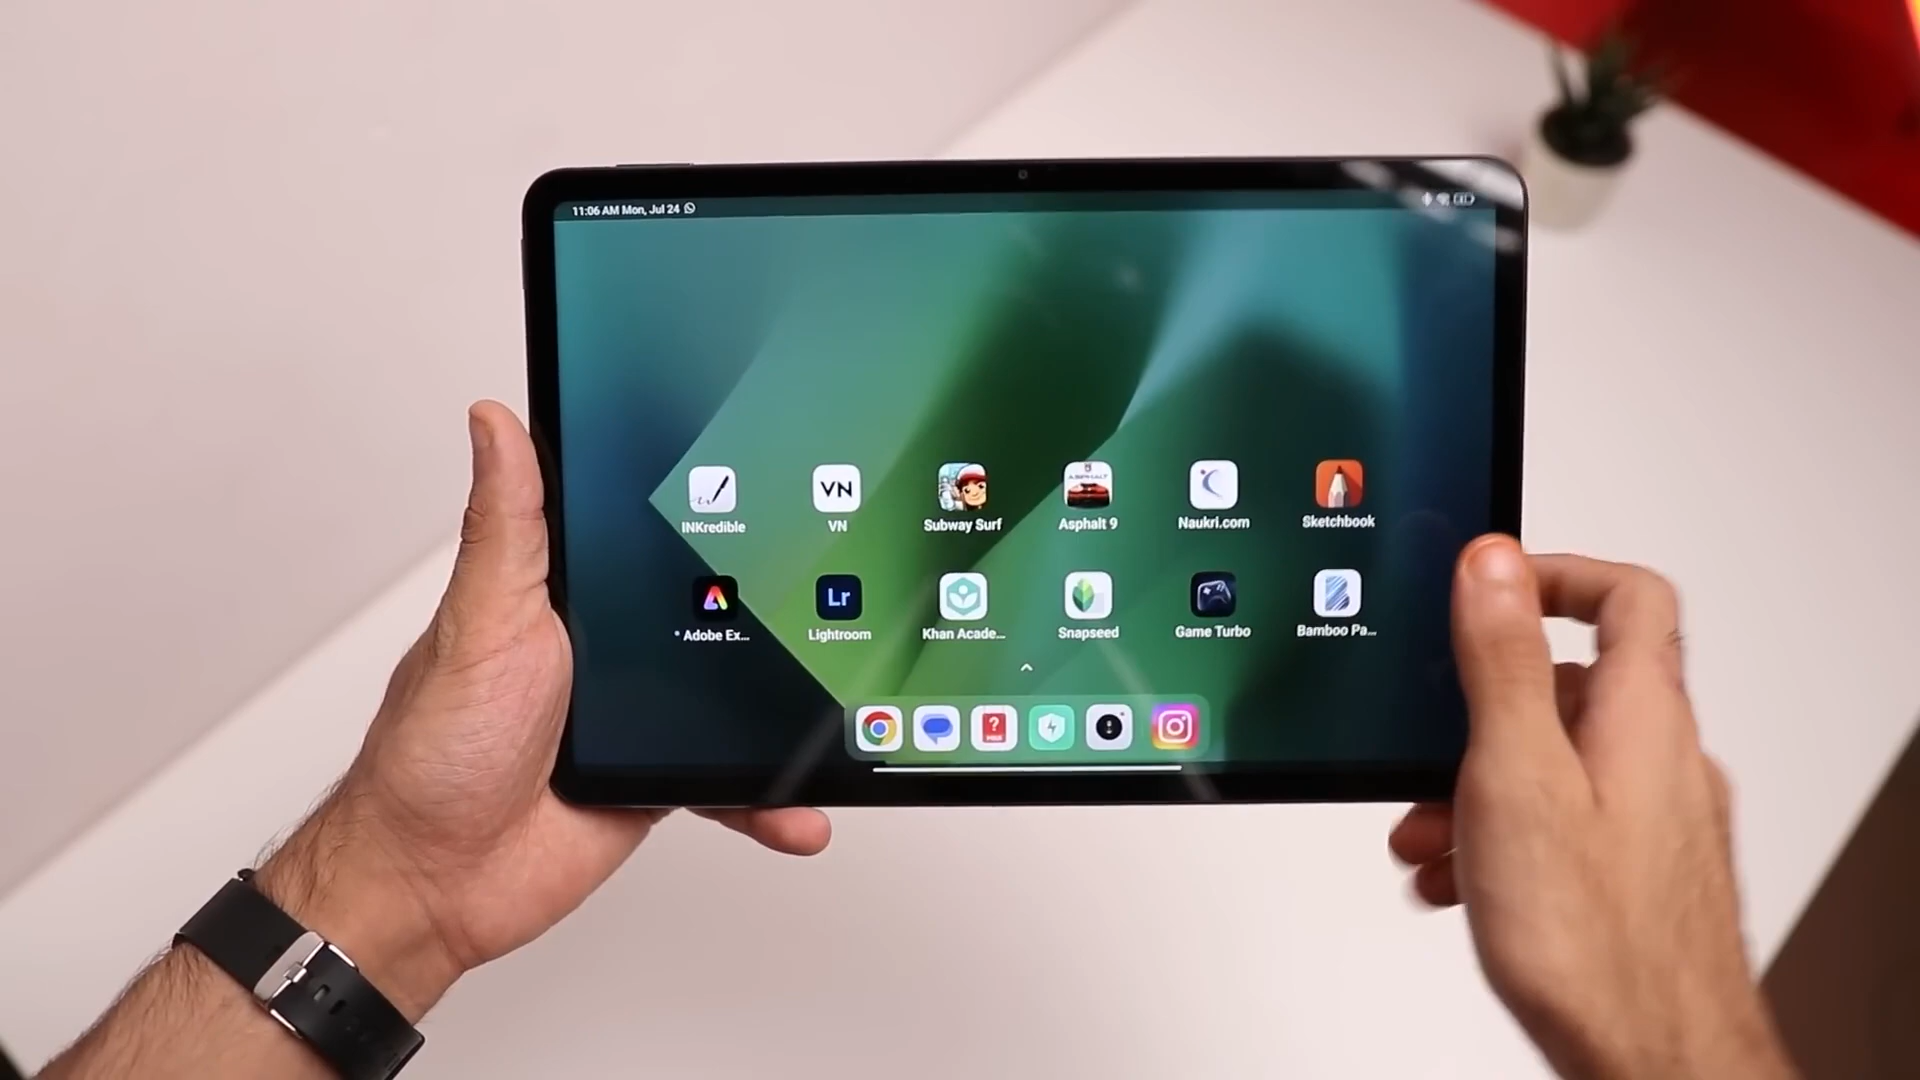 11:06 AM Mon, Jul 24
VN
ASPHALT
INKredible
VN
Subway Surf
Asphalt 9
Naukri.com
Sketchbook
Lr
Adobe Ex...
Lightroom
Khan Acade...
Snapseed
Game Turbo
Bamboo Pa...
?